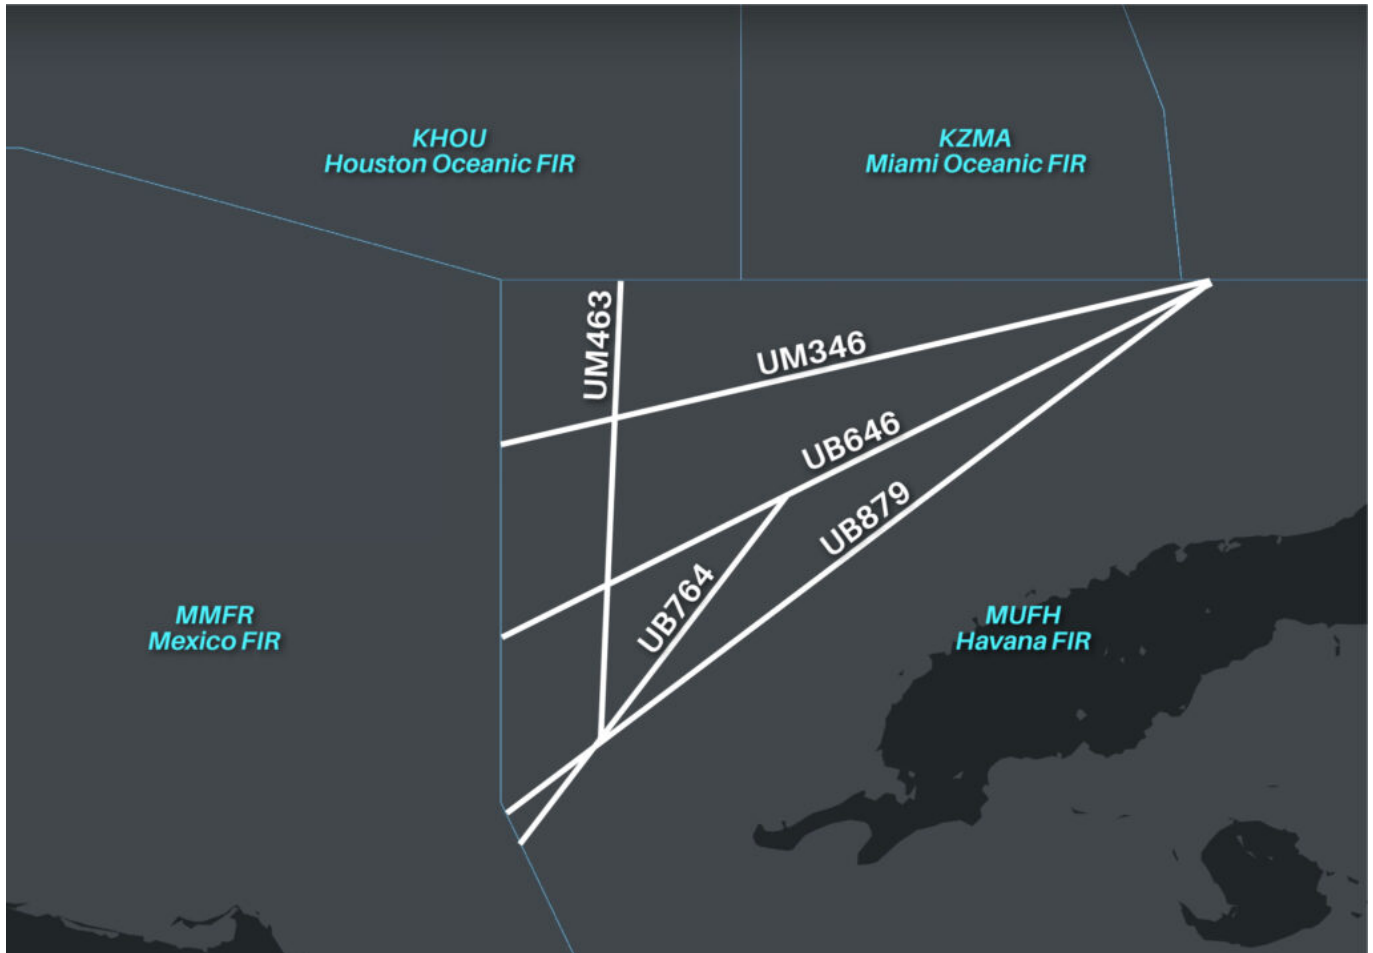 KHOU
Houston Oceanic FIR
KZMA
Miami Oceanic FIR
UM463
UM346
UB646
UB879
UB764
MMFR
Mexico FIR
MUFH
Havana FIR